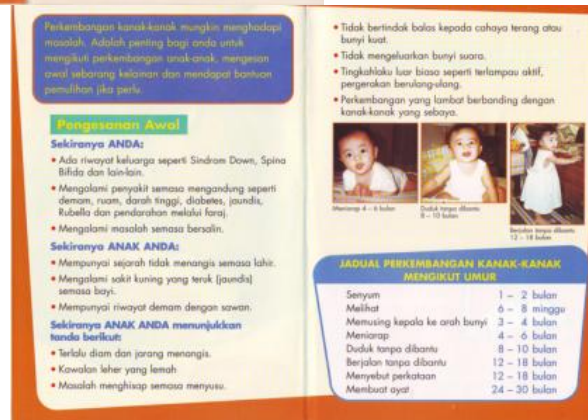 Perkembangan kanak-kanak mungkin menghadapi
masalah. Adalah penting bagi anda untuk
mengikuti perkembangan anak-anak, mengesan
awal sebarang kelainan dan mendapat bantuan
pemulihan jika perlu.
Pengesanan Awal
Sekiranya ANDA:
• Ada riwayat keluarga seperti Sindrom Down, Spina
Bifida dan lain-lain.
• Mengalami penyakit semasa mengandung seperti
demam, ruam, darah tinggi, diabetes, jaundis,
Rubella dan pendarahan melalui faraj.
• Mengalami masalah semasa bersalin.
Sekiranya ANAK ANDA:
• Mempunyai sejarah tidak menangis semasa lahir.
• Mengalami sakit kuning yang teruk (jaundis)
semasa bayi.
• Mempunyai riwayat demam dengan sawan.
Sekiranya ANAK ANDA menunjukkan
tanda berikut:
• Terlalu diam dan jarang menangis.
• Kawalan leher yang lemah
• Masalah menghisap semasa menyusu.
• Tidak bertindak balas kepada cahaya terang atau
bunyi kuat.
• Tidak mengeluarkan bunyi suara.
• Tingkahlaku luar biasa seperti terlampau aktif,
pergerakan berulang-ulang.
• Perkembangan yang lambat berbanding dengan
kanak-kanak yang sebaya.
Meniarap 4 – 6 bulan
Duduk tanpa dibantu
8 – 10 bulan
Berjalan tanpa dibantu
12 – 18 bulan
JADUAL PERKEMBANGAN KANAK-KANAK
MENGIKUT UMUR
Senyum 1 – 2 bulan
Melihat 6 – 8 minggu
Memusing kepala ke arah bunyi 3 – 4 bulan
Meniarap 4 – 6 bulan
Duduk tanpa dibantu 8 – 10 bulan
Berjalan tanpa dibantu 12 – 18 bulan
Menyebut perkataan 12 – 18 bulan
Membuat ayat 24 – 30 bulan